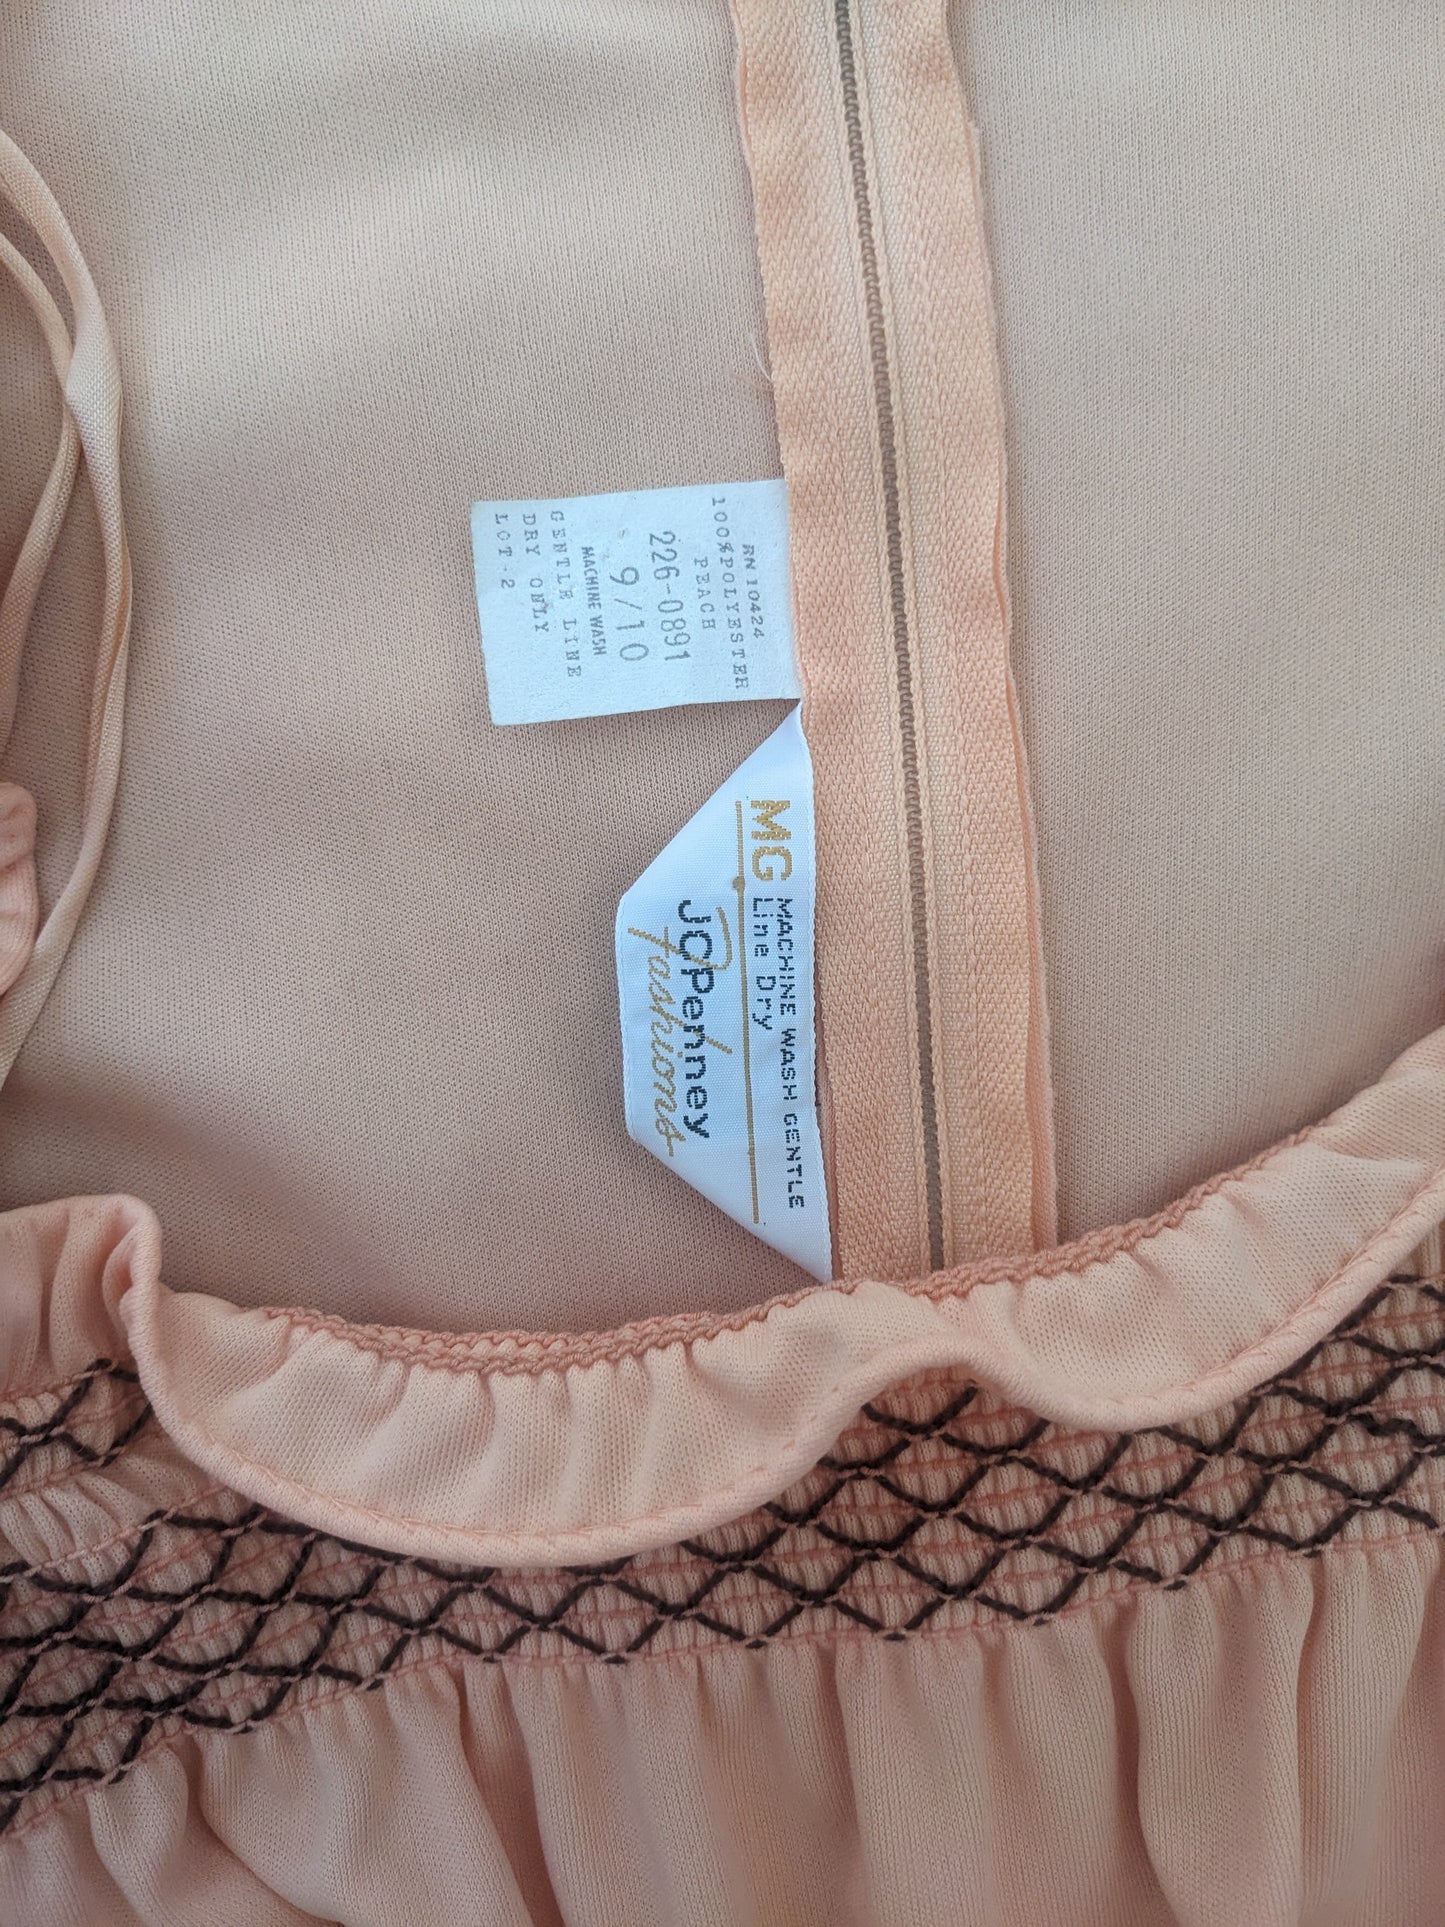 RN 10424
100%POLYESTER
PEACH
226-0891
9/10
MACHINE WASH
GENTLE LINE
DRY ONLY
LOT.2
MG MACHINE WASH GENTLE
Line Dry
JCPenney
Fashions